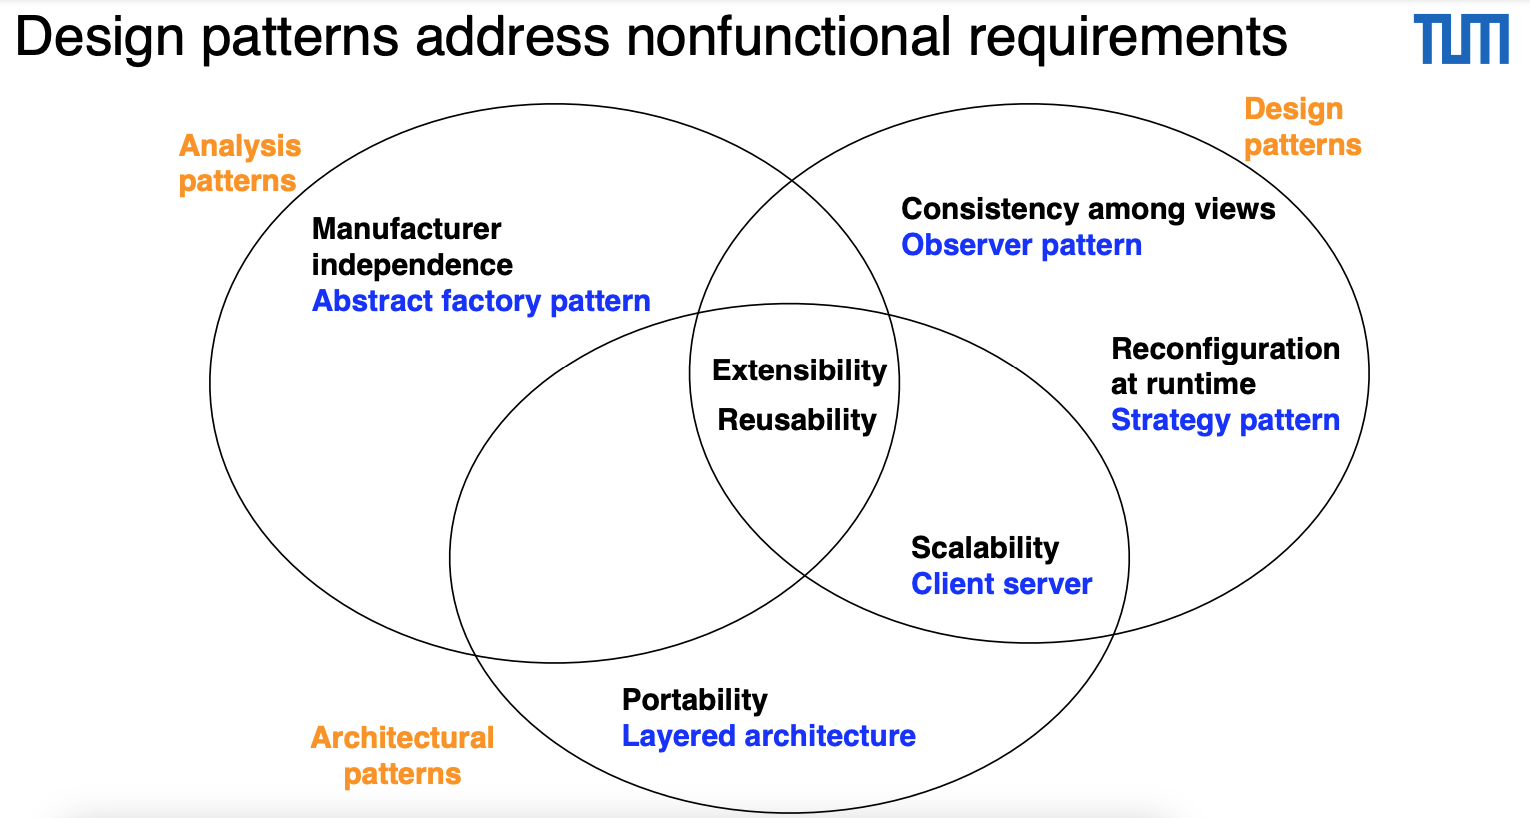 Design patterns address nonfunctional requirements
TUM
Analysis
patterns
Design
patterns
Manufacturer
independence
Abstract factory pattern
Consistency among views
Observer pattern
Extensibility
Reusability
Reconfiguration
at runtime
Strategy pattern
Scalability
Client server
Portability
Layered architecture
Architectural
patterns